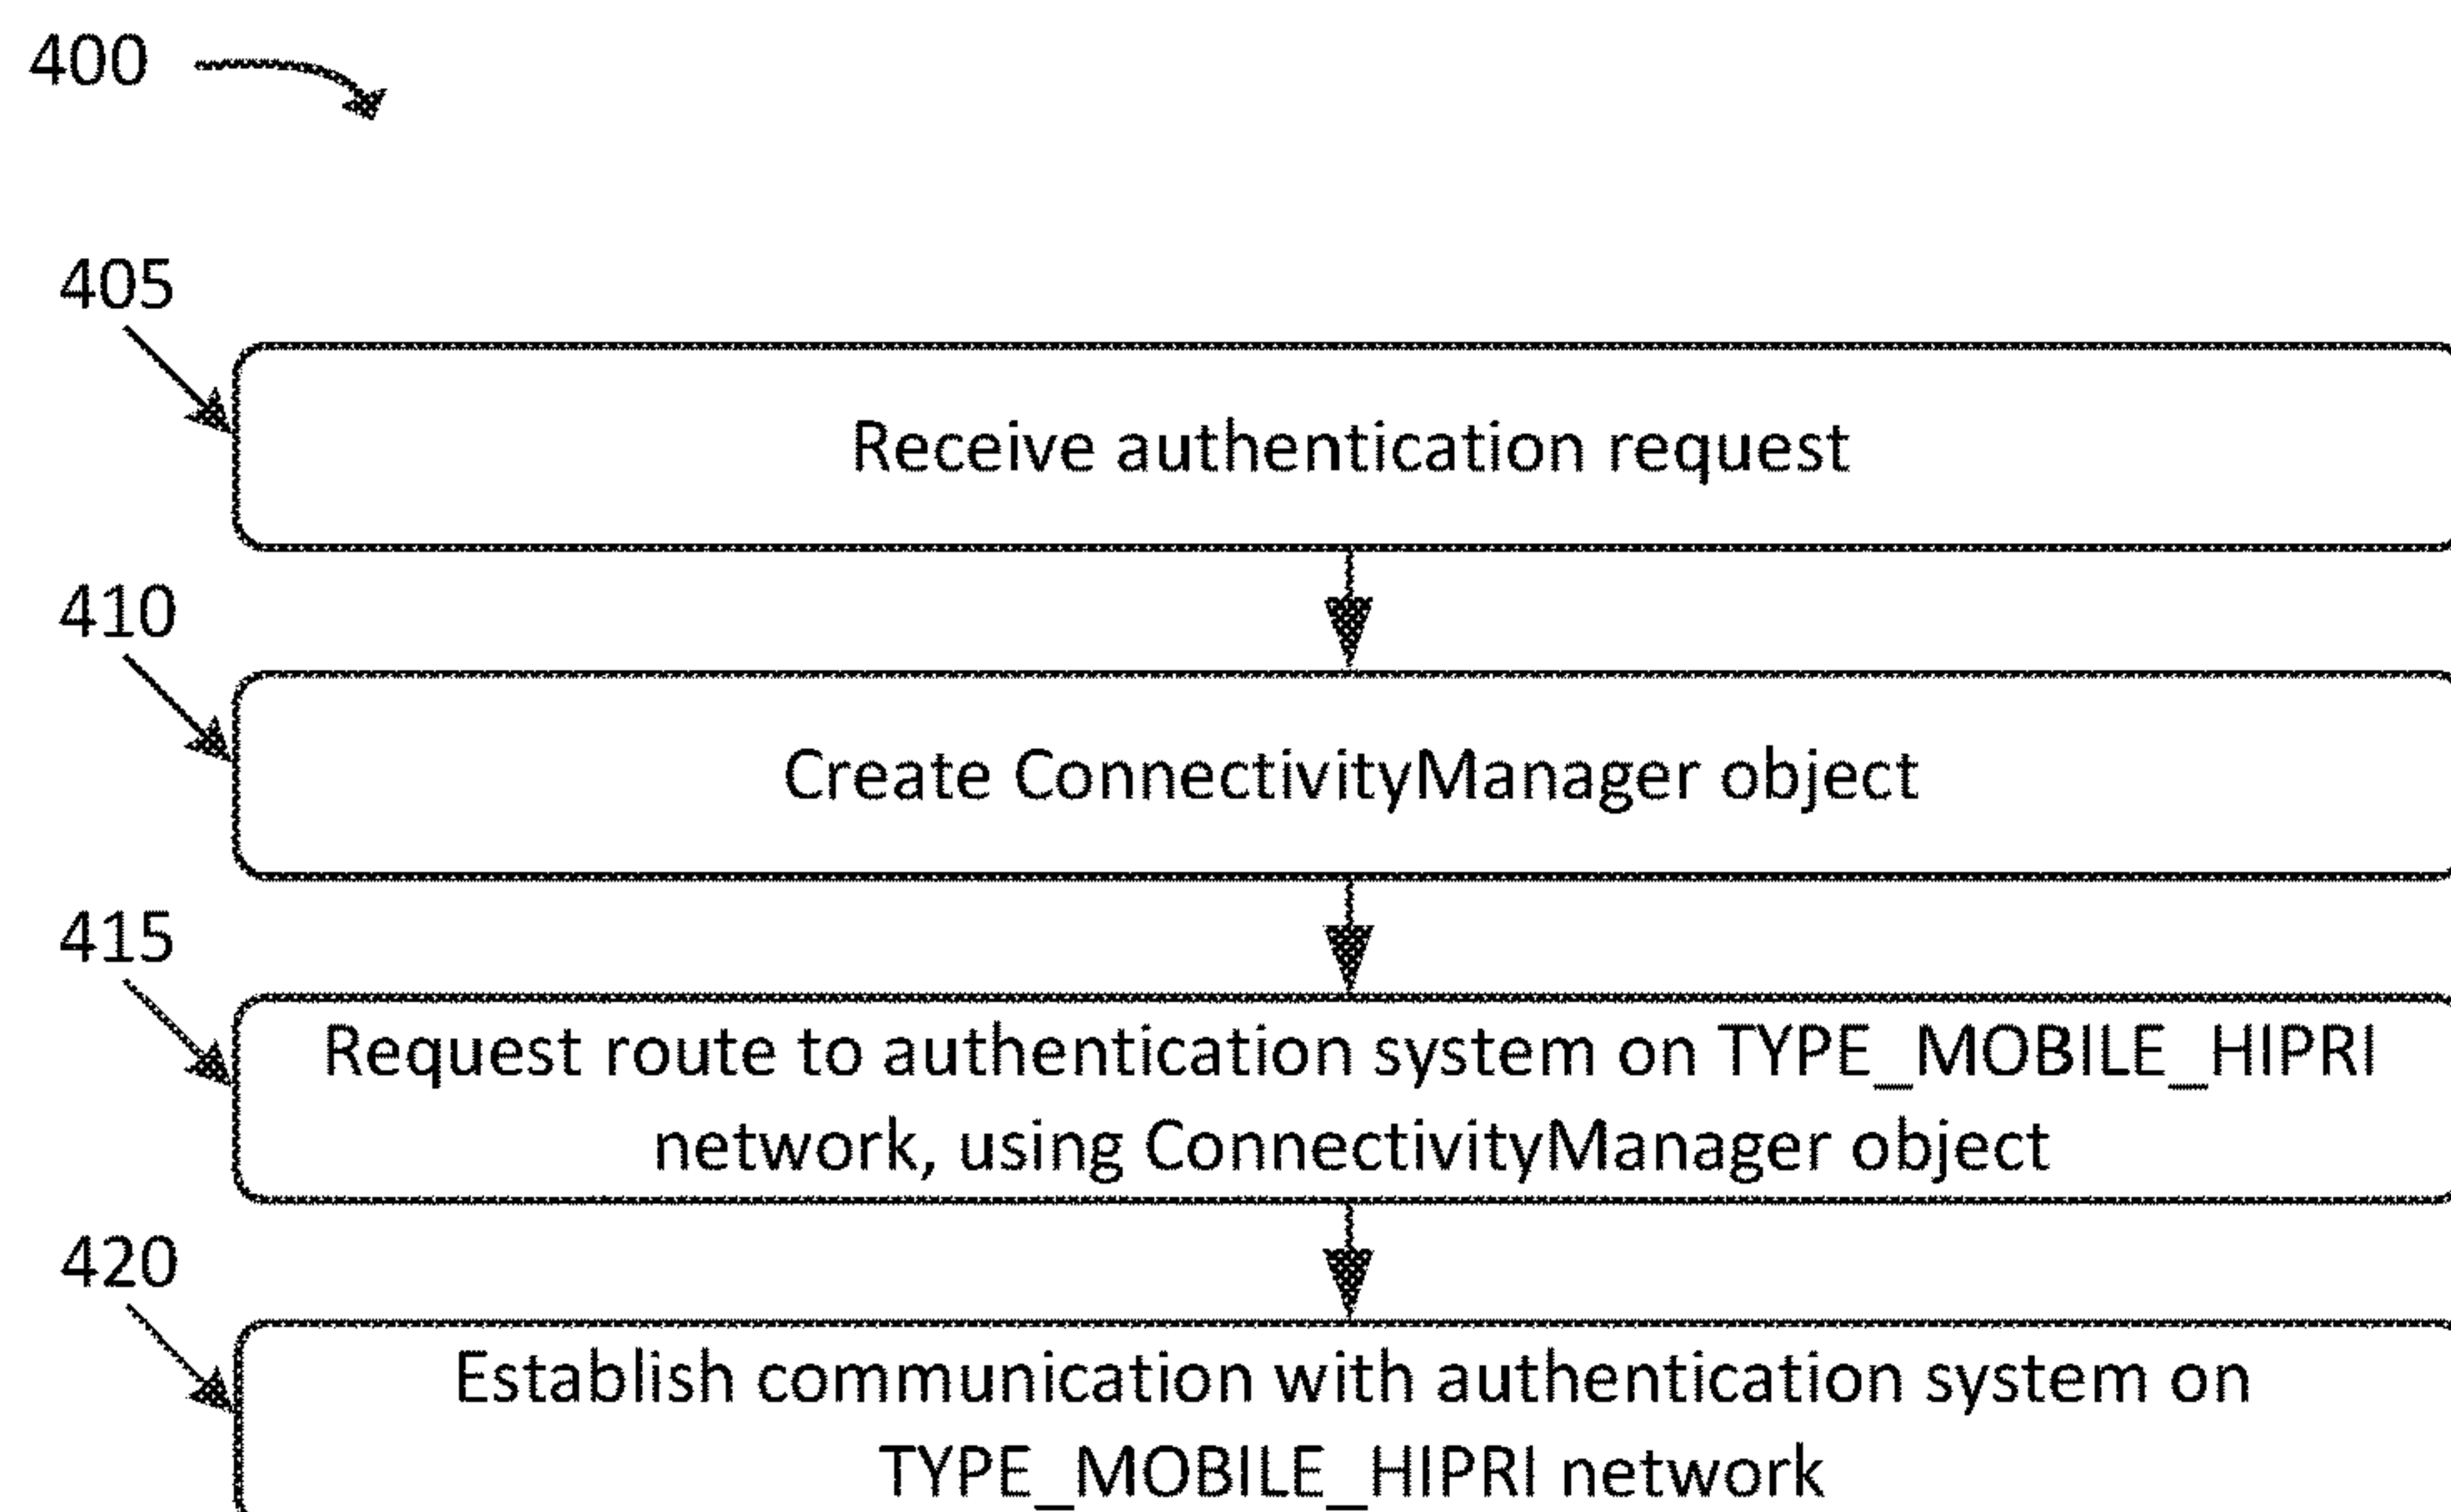 400
405
Receive authentication request
410
Create ConnectivityManager object
415
Request route to authentication system on TYPE_MOBILE_HIPRI
network, using ConnectivityManager object
420
Establish communication with authentication system on
TYPE_MOBILE_HIPRI network